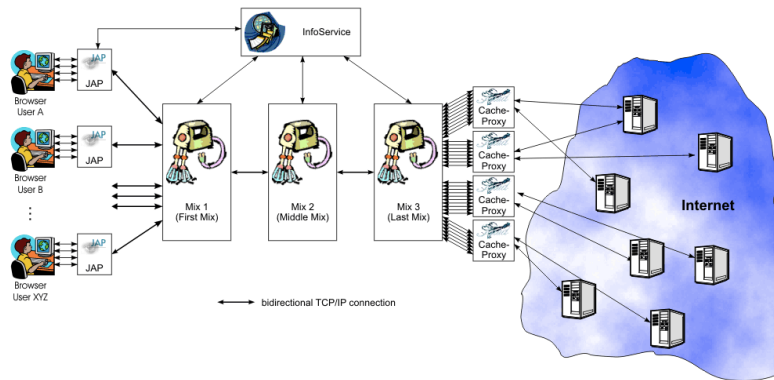 InfoService
JAP
JAP
Browser
User A
JAP
JAP
Browser
User B
JAP
JAP
Browser
User XYZ
Mix 1
(First Mix)
Mix 2
(Middle Mix)
Mix 3
(Last Mix)
Cache-
Proxy
Cache-
Proxy
Cache-
Proxy
Cache-
Proxy
Internet
bidirectional TCP/IP connection